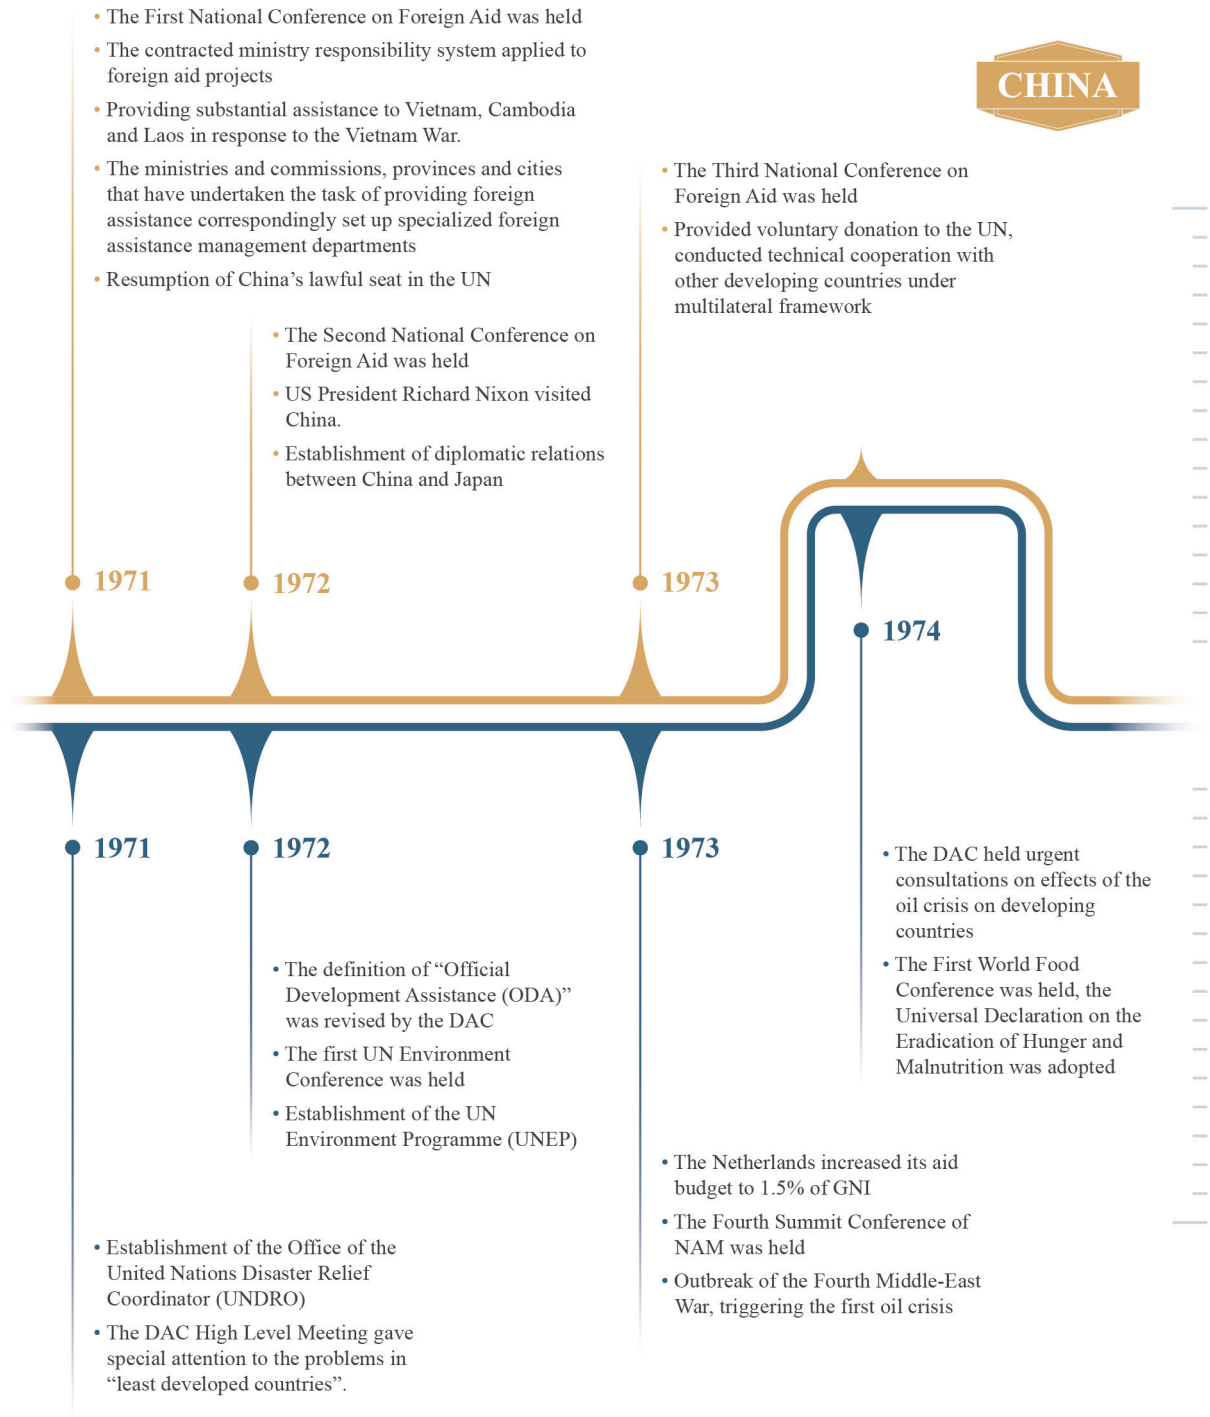 • The First National Conference on Foreign Aid was held
• The contracted ministry responsibility system applied to
foreign aid projects
• Providing substantial assistance to Vietnam, Cambodia
and Laos in response to the Vietnam War.
• The ministries and commissions, provinces and cities
that have undertaken the task of providing foreign
assistance correspondingly set up specialized foreign
assistance management departments
• Resumption of China’s lawful seat in the UN
1971
• The Second National Conference on
Foreign Aid was held
• US President Richard Nixon visited
China.
• Establishment of diplomatic relations
between China and Japan
1972
• The Third National Conference on
Foreign Aid was held
• Provided voluntary donation to the UN,
conducted technical cooperation with
other developing countries under
multilateral framework
1973
CHINA
1971
• Establishment of the Office of the
United Nations Disaster Relief
Coordinator (UNDRO)
• The DAC High Level Meeting gave
special attention to the problems in
“least developed countries”.
1972
• The definition of “Official
Development Assistance (ODA)”
was revised by the DAC
• The first UN Environment
Conference was held
• Establishment of the UN
Environment Programme (UNEP)
1973
• The Netherlands increased its aid
budget to 1.5% of GNI
• The Fourth Summit Conference of
NAM was held
• Outbreak of the Fourth Middle-East
War, triggering the first oil crisis
1974
• The DAC held urgent
consultations on effects of the
oil crisis on developing
countries
• The First World Food
Conference was held, the
Universal Declaration on the
Eradication of Hunger and
Malnutrition was adopted